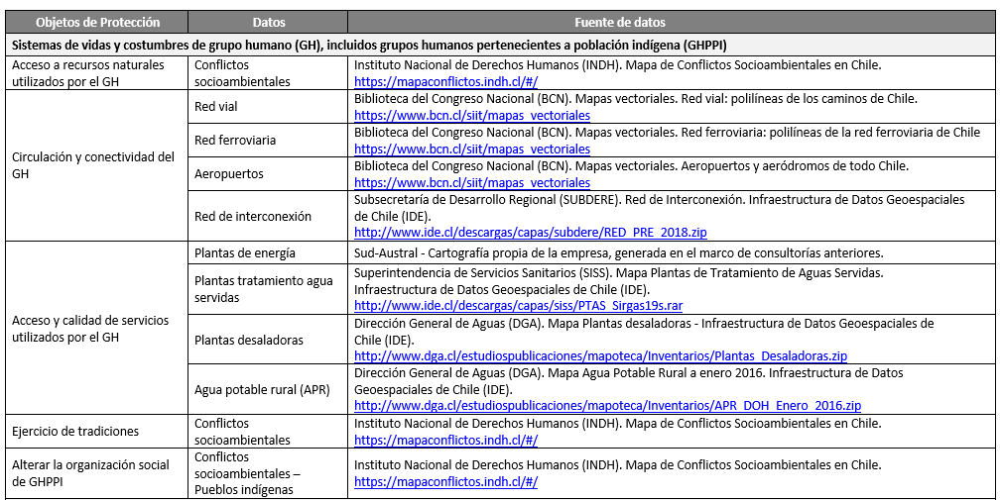 Objetos de Protección
Datos
Fuente de datos
Sistemas de vidas y costumbres de grupo humano (GH), incluidos grupos humanos pertenecientes a población indígena (GHPPI)
Acceso a recursos naturales
utilizados por el GH
Conflictos
socioambientales
Instituto Nacional de Derechos Humanos (INDH). Mapa de Conflictos Socioambientales en Chile.
https://mapaconflictos.indh.cl/#/
Circulación y conectividad del
GH
Red vial
Biblioteca del Congreso Nacional (BCN). Mapas vectoriales. Red vial: polilíneas de los caminos de Chile.
https://www.bcn.cl/siit/mapas_vectoriales
Red ferroviaria
Biblioteca del Congreso Nacional (BCN). Mapas vectoriales. Red ferroviaria: polilíneas de la red ferroviaria de Chile
https://www.bcn.cl/siit/mapas_vectoriales
Aeropuertos
Biblioteca del Congreso Nacional (BCN). Mapas vectoriales. Aeropuertos y aeródromos de todo Chile.
https://www.bcn.cl/siit/mapas_vectoriales
Red de interconexión
Subsecretaría de Desarrollo Regional (SUBDERE). Red de Interconexión. Infraestructura de Datos Geoespaciales
de Chile (IDE).
http://www.ide.cl/descargas/capas/subdere/RED_PRE_2018.zip
Acceso y calidad de servicios
utilizados por el GH
Plantas de energía
Sud-Austral - Cartografía propia de la empresa, generada en el marco de consultorías anteriores.
Plantas tratamiento agua
servidas
Superintendencia de Servicios Sanitarios (SISS). Mapa Plantas de Tratamiento de Aguas Servidas.
Infraestructura de Datos Geoespaciales de Chile (IDE).
http://www.ide.cl/descargas/capas/siss/PTAS_Sirgas19s.rar
Plantas desaladoras
Dirección General de Aguas (DGA). Mapa Plantas desaladoras - Infraestructura de Datos Geoespaciales de
Chile (IDE).
http://www.dga.cl/estudiospublicaciones/mapoteca/Inventarios/Plantas_Desaladoras.zip
Agua potable rural (APR)
Dirección General de Aguas (DGA). Mapa Agua Potable Rural a enero 2016. Infraestructura de Datos
Geoespaciales de Chile (IDE).
http://www.dga.cl/estudiospublicaciones/mapoteca/Inventarios/APR_DOH_Enero_2016.zip
Ejercicio de tradiciones
Conflictos
socioambientales
Instituto Nacional de Derechos Humanos (INDH). Mapa de Conflictos Socioambientales en Chile.
https://mapaconflictos.indh.cl/#/
Alterar la organización social
de GHPPI
Conflictos
socioambientales –
Pueblos indígenas
Instituto Nacional de Derechos Humanos (INDH). Mapa de Conflictos Socioambientales en Chile.
https://mapaconflictos.indh.cl/#/